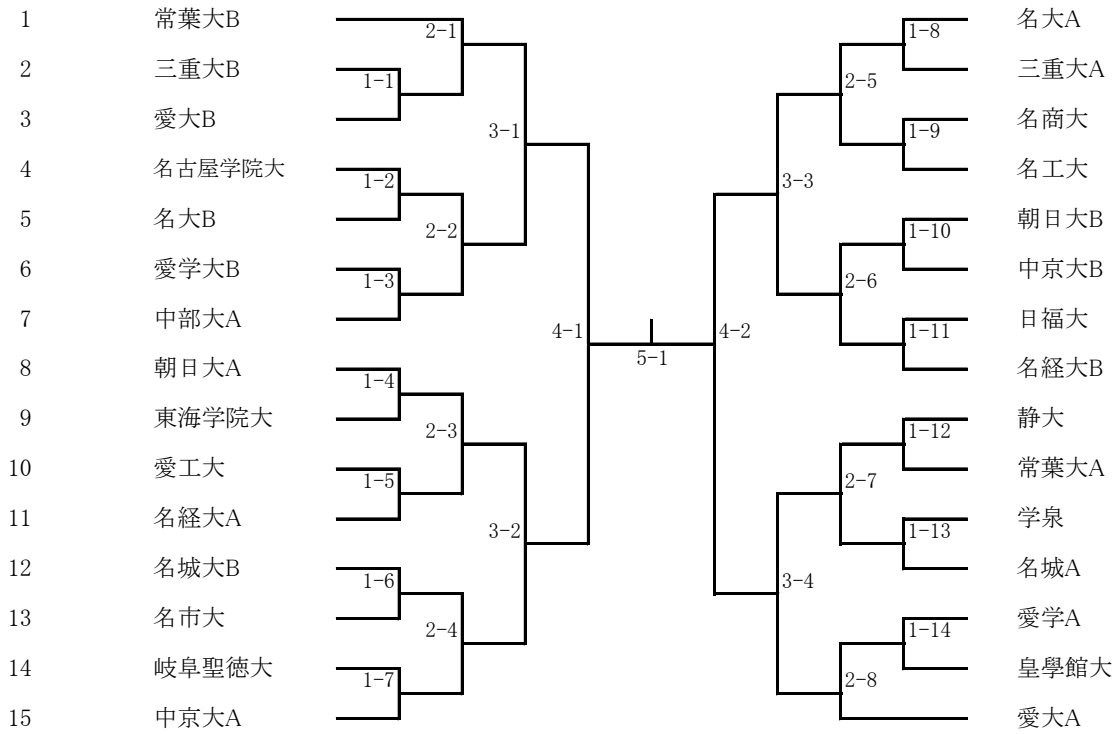 1 常葉大B 2-1 1-8 名大A
2 三重大B 1-1 2-5 三重大A
3 愛大B 3-1 1-9 名商大
4 名古屋学院大 1-2 3-3 名工大
5 名大B 2-2 1-10 朝日大B
6 愛学大B 1-3 2-6 中京大B
7 中部大A 4-1 5-1 4-2 1-11 日福大
8 朝日大A 1-4 名経大B
9 東海学院大 2-3 1-12 静大
10 愛工大 1-5 2-7 常葉大A
11 名経大A 3-2 1-13 学泉
12 名城大B 1-6 3-4 名城A
13 名市大 2-4 1-14 愛学A
14 岐阜聖徳大 1-7 2-8 皇學館大
15 中京大A 愛大A